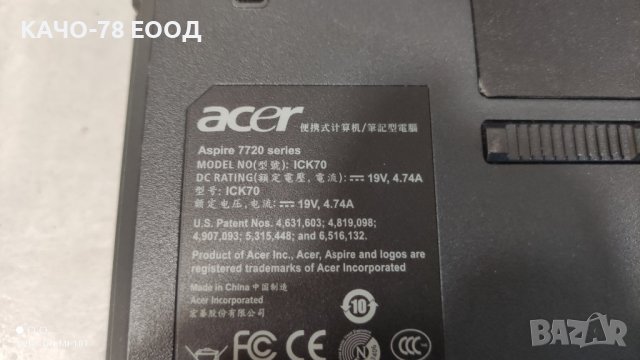 КАЧО-78 ЕООД
acer 便携式计算机/筆記型電腦
Aspire 7720 series
MODEL NO(型號): ICK70
DC RATING(額定電壓, 電流): 19V, 4.74A
型号: ICK70
额定电压, 电流: 19V, 4.74A
U.S. Patent Nos. 4,631,603; 4,819,098;
4,907,093; 5,315,448; and 6,516,132.
Product of Acer Inc., Acer, Aspire and logos are
registered trademarks of Acer Incorporated
Made in China 中国制造
Acer Incorporated
宏碁股份有限公司
10
FC CE N CCC
BAZAR